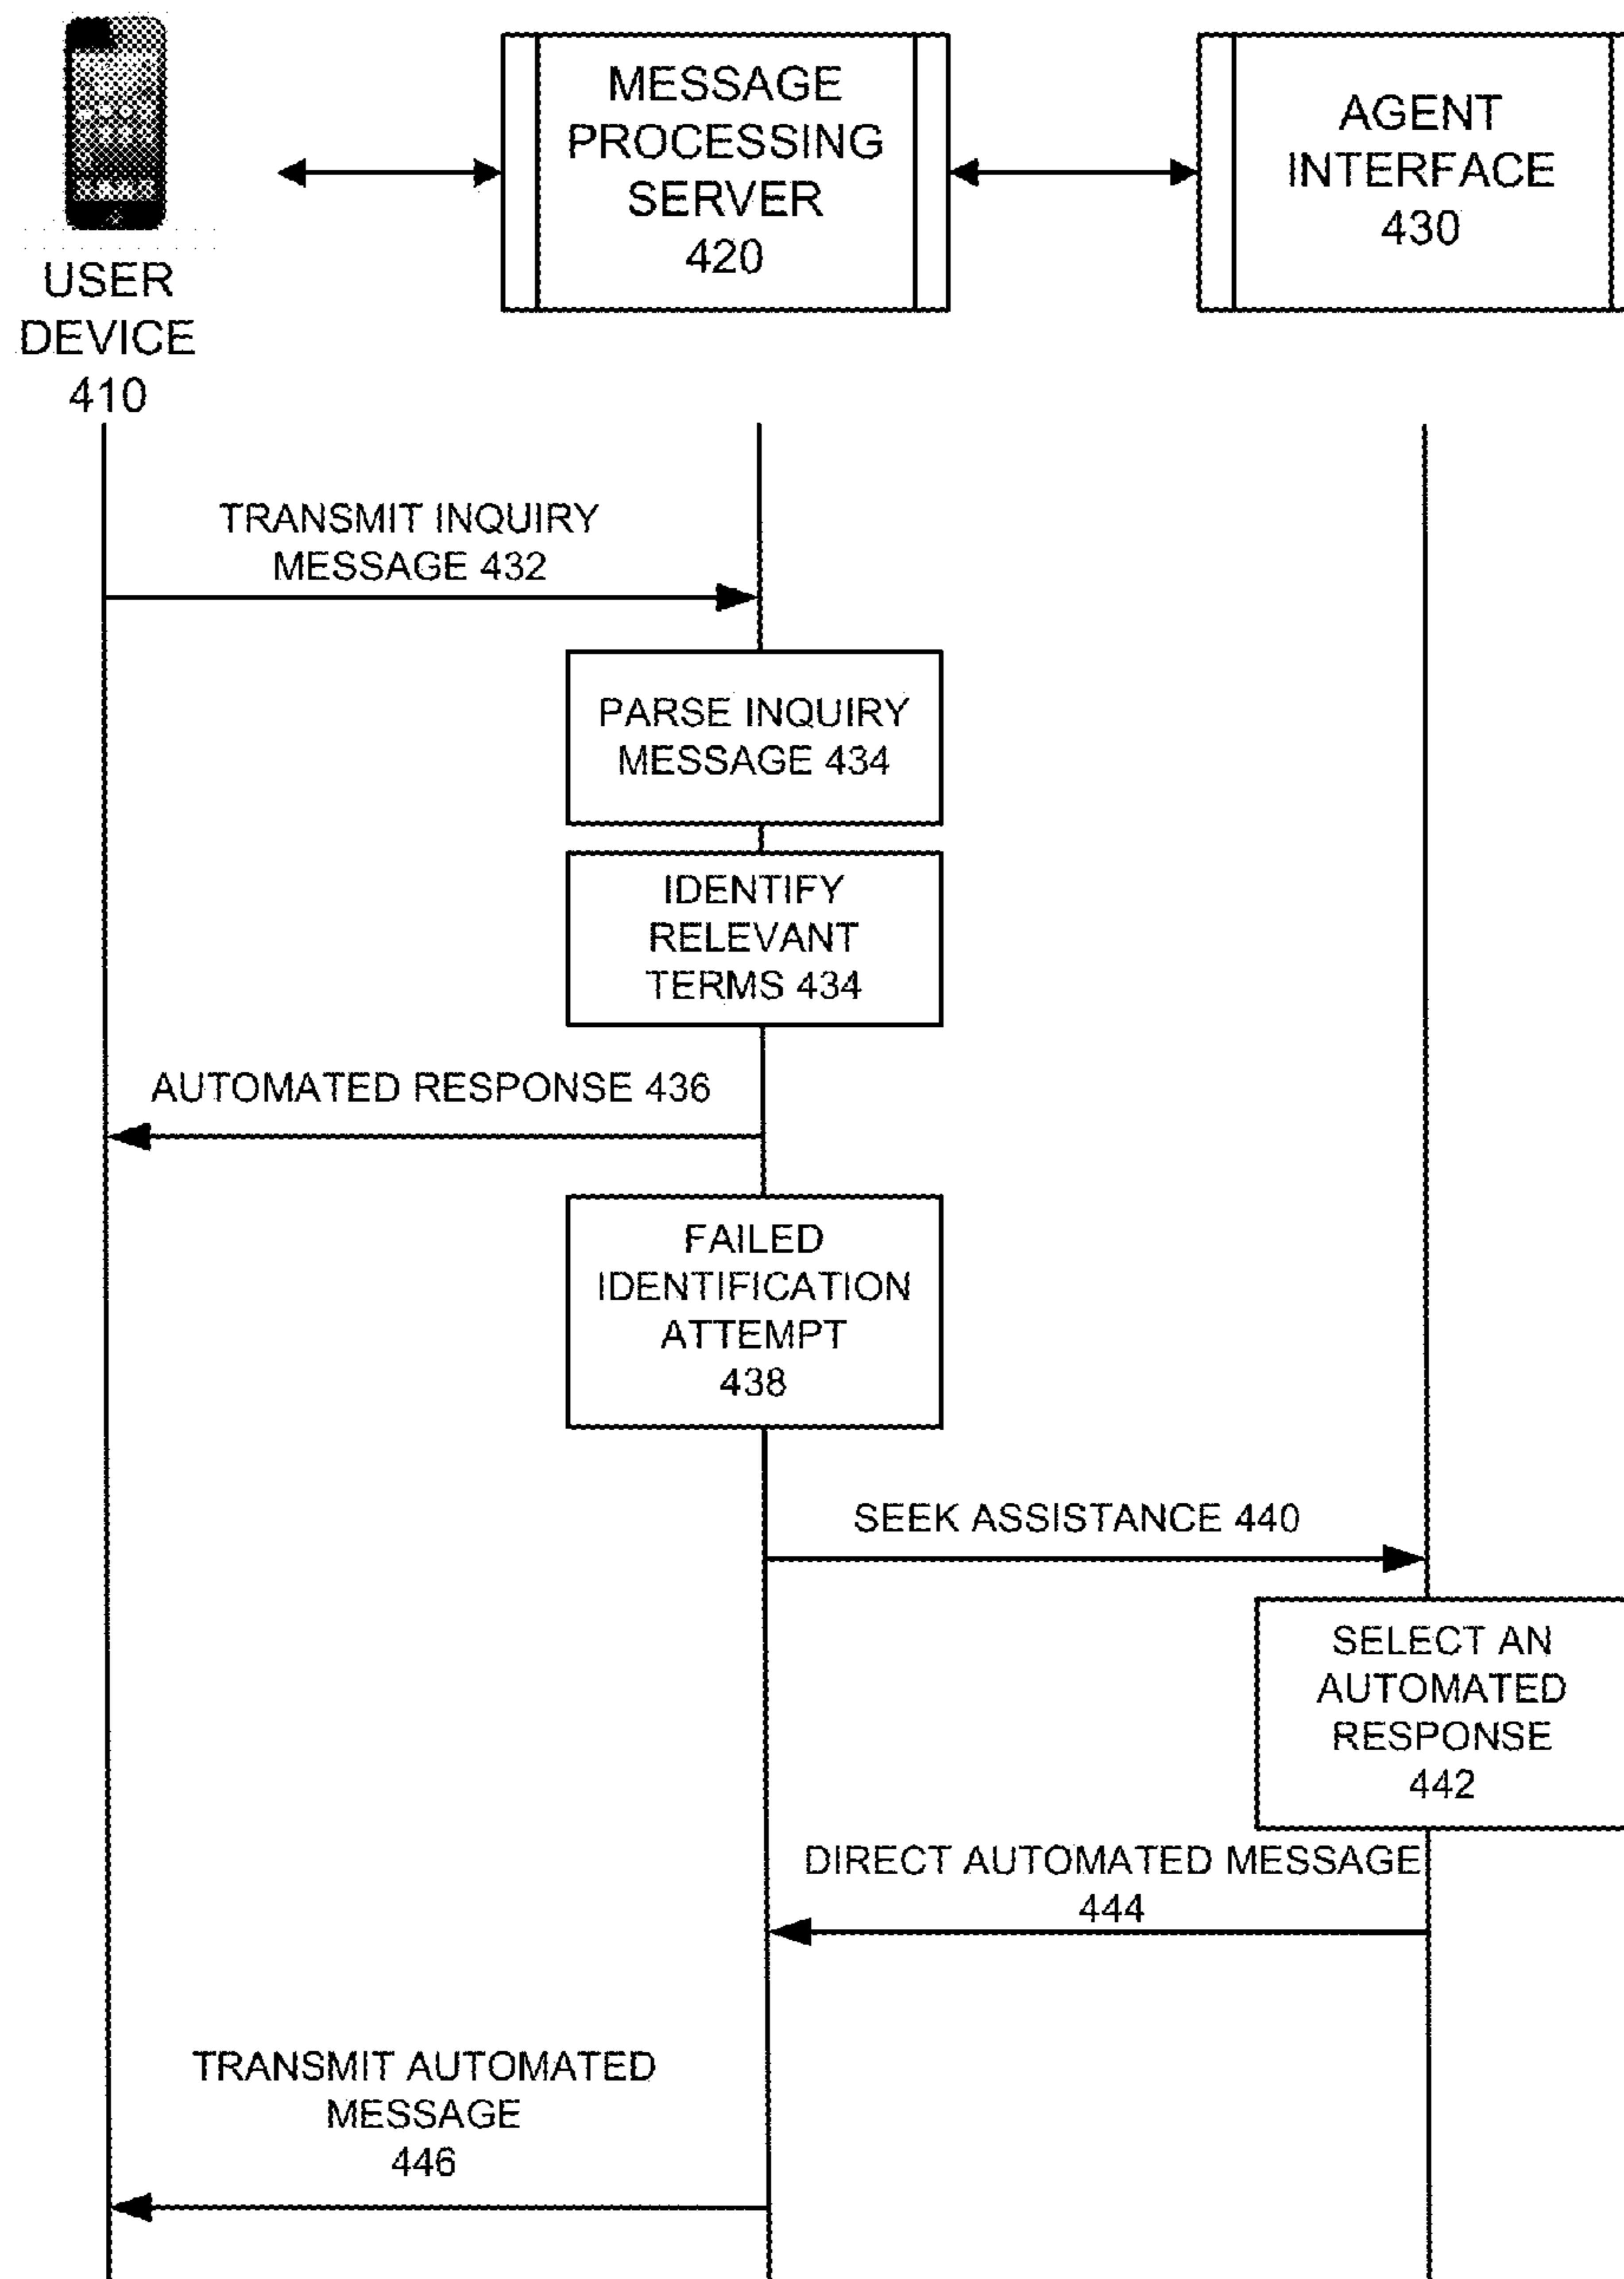 USER
DEVICE
410
MESSAGE
PROCESSING
SERVER
420
AGENT
INTERFACE
430
TRANSMIT INQUIRY
MESSAGE 432
PARSE INQUIRY
MESSAGE 434
IDENTIFY
RELEVANT
TERMS 434
AUTOMATED RESPONSE 436
FAILED
IDENTIFICATION
ATTEMPT
438
SEEK ASSISTANCE 440
SELECT AN
AUTOMATED
RESPONSE
442
DIRECT AUTOMATED MESSAGE
444
TRANSMIT AUTOMATED
MESSAGE
446